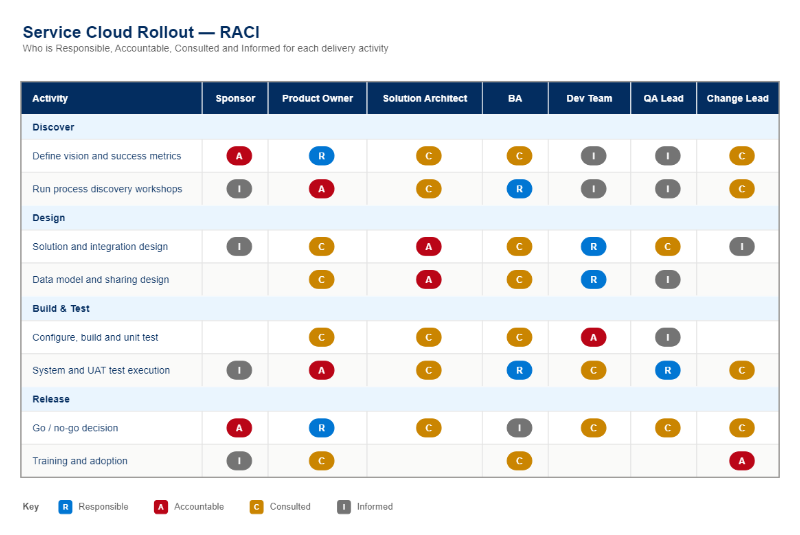 Service Cloud Rollout — RACI
Who is Responsible, Accountable, Consulted and Informed for each delivery activity
Activity Sponsor Product Owner Solution Architect BA Dev Team QA Lead Change Lead
Discover
Define vision and success metrics A R C C I I C
Run process discovery workshops I A C R I I C
Design
Solution and integration design I C A C R C I
Data model and sharing design C A C R I
Build & Test
Configure, build and unit test C C C A I
System and UAT test execution I A C R C R C
Release
Go / no-go decision A R C I C C C
Training and adoption I C C A
Key R Responsible A Accountable C Consulted I Informed